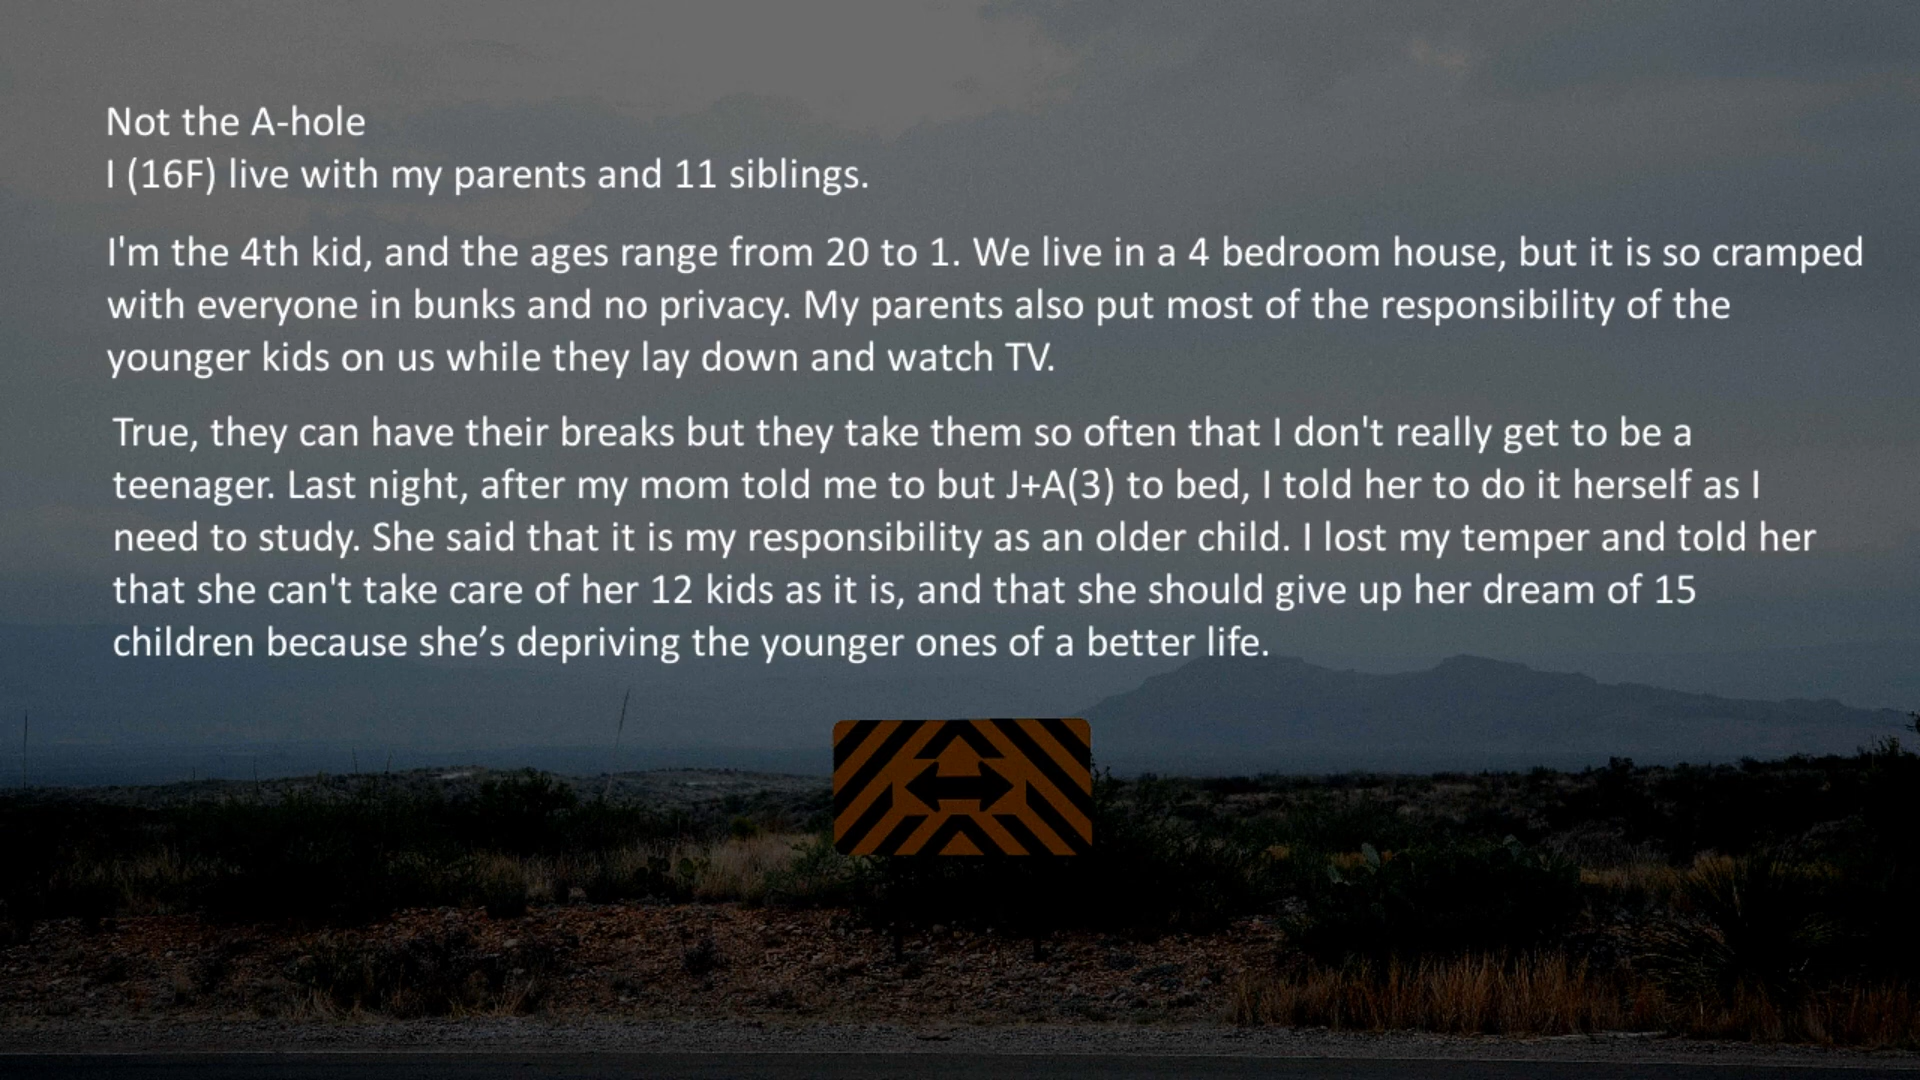 Not the A-hole
I (16F) live with my parents and 11 siblings.
I'm the 4th kid, and the ages range from 20 to 1. We live in a 4 bedroom house, but it is so cramped
with everyone in bunks and no privacy. My parents also put most of the responsibility of the
younger kids on us while they lay down and watch TV.
True, they can have their breaks but they take them so often that I don't really get to be a
teenager. Last night, after my mom told me to but J+A(3) to bed, I told her to do it herself as I
need to study. She said that it is my responsibility as an older child. I lost my temper and told her
that she can't take care of her 12 kids as it is, and that she should give up her dream of 15
children because she’s depriving the younger ones of a better life.